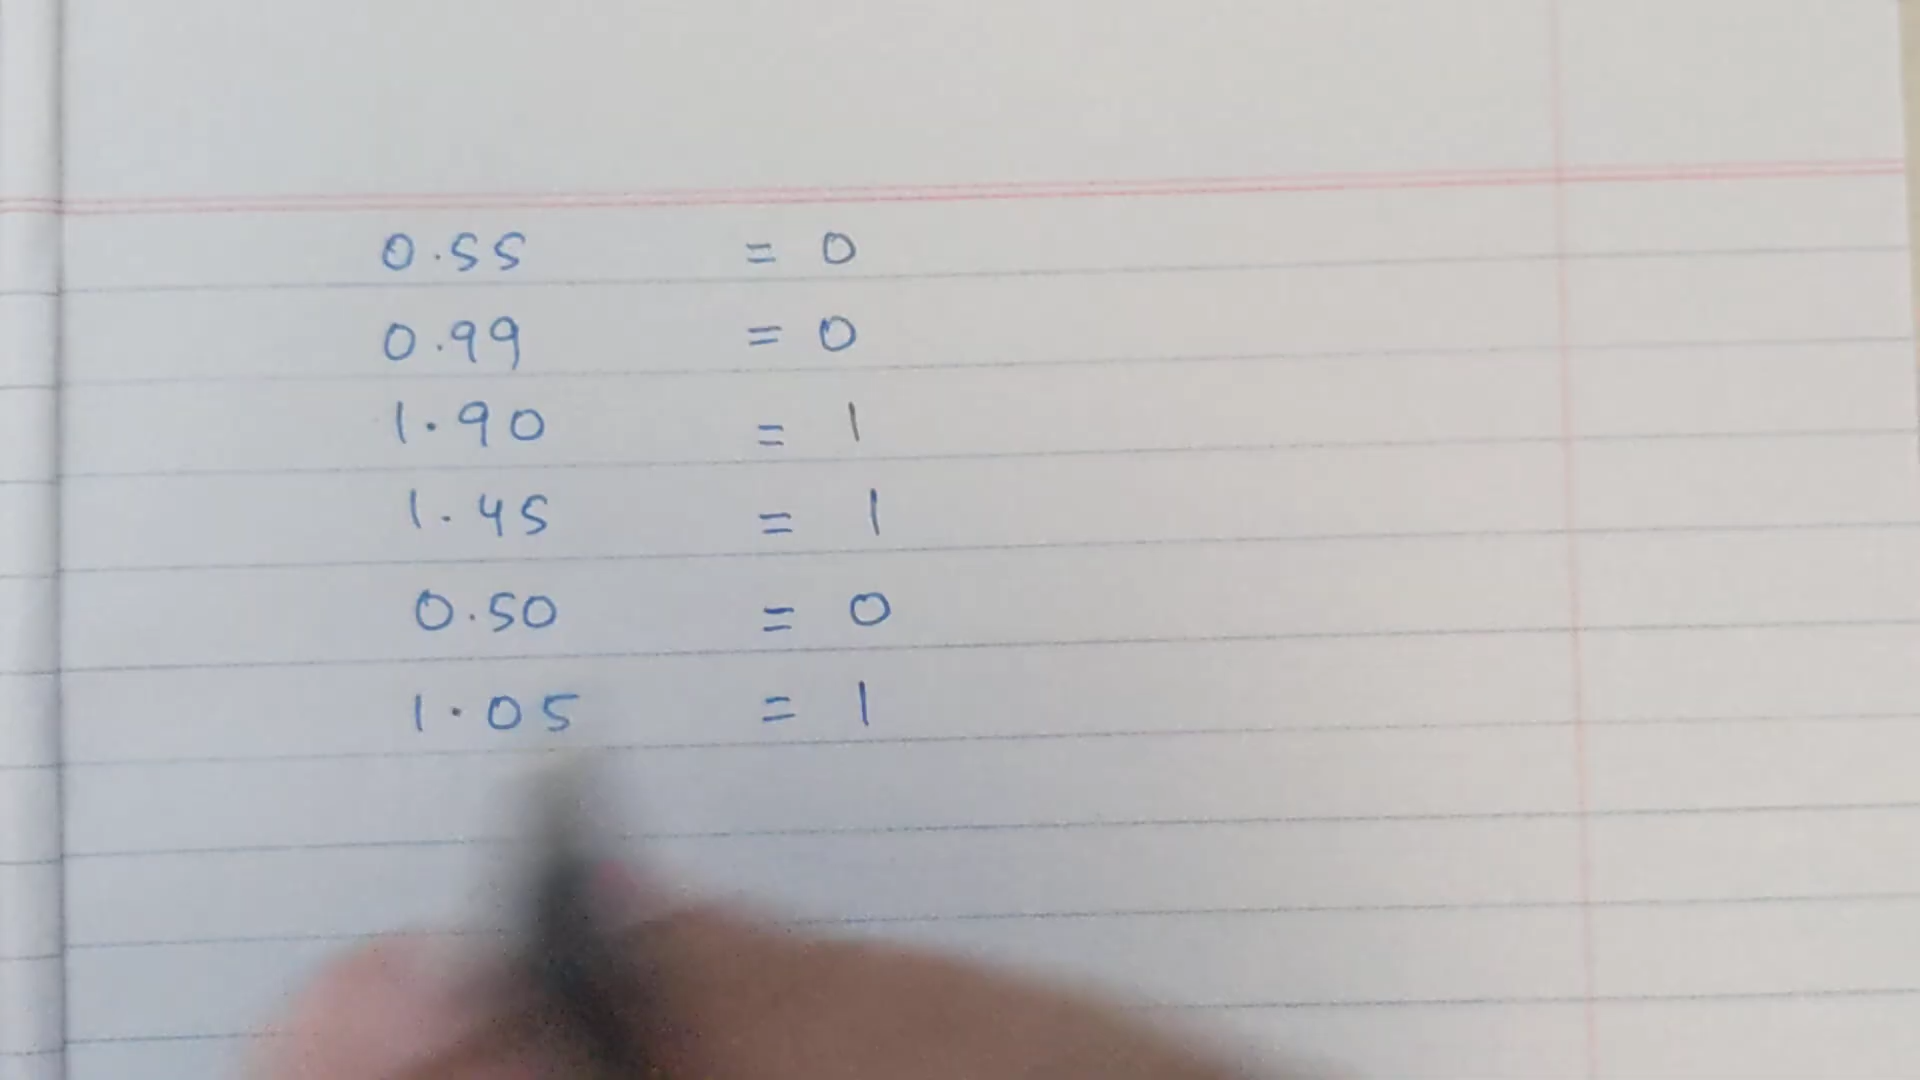 0.55 = 0
0.99 = 0
1.90 = 1
1.45 = 1
0.50 = 0
1.05 = 1